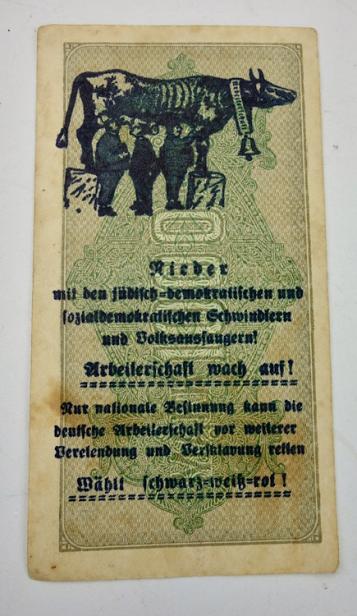 Nieder
mit den jüdisch=demokratischen und
sozialdemokratischen Schwindlern
und Volksaussaugern!
Arbeiterschaft wach auf!
Nur nationale Besinnung kann die
deutsche Arbeiterschaft vor weiterer
Verelendung und Versklavung retten
Wählt schwarz=weiß=rot!